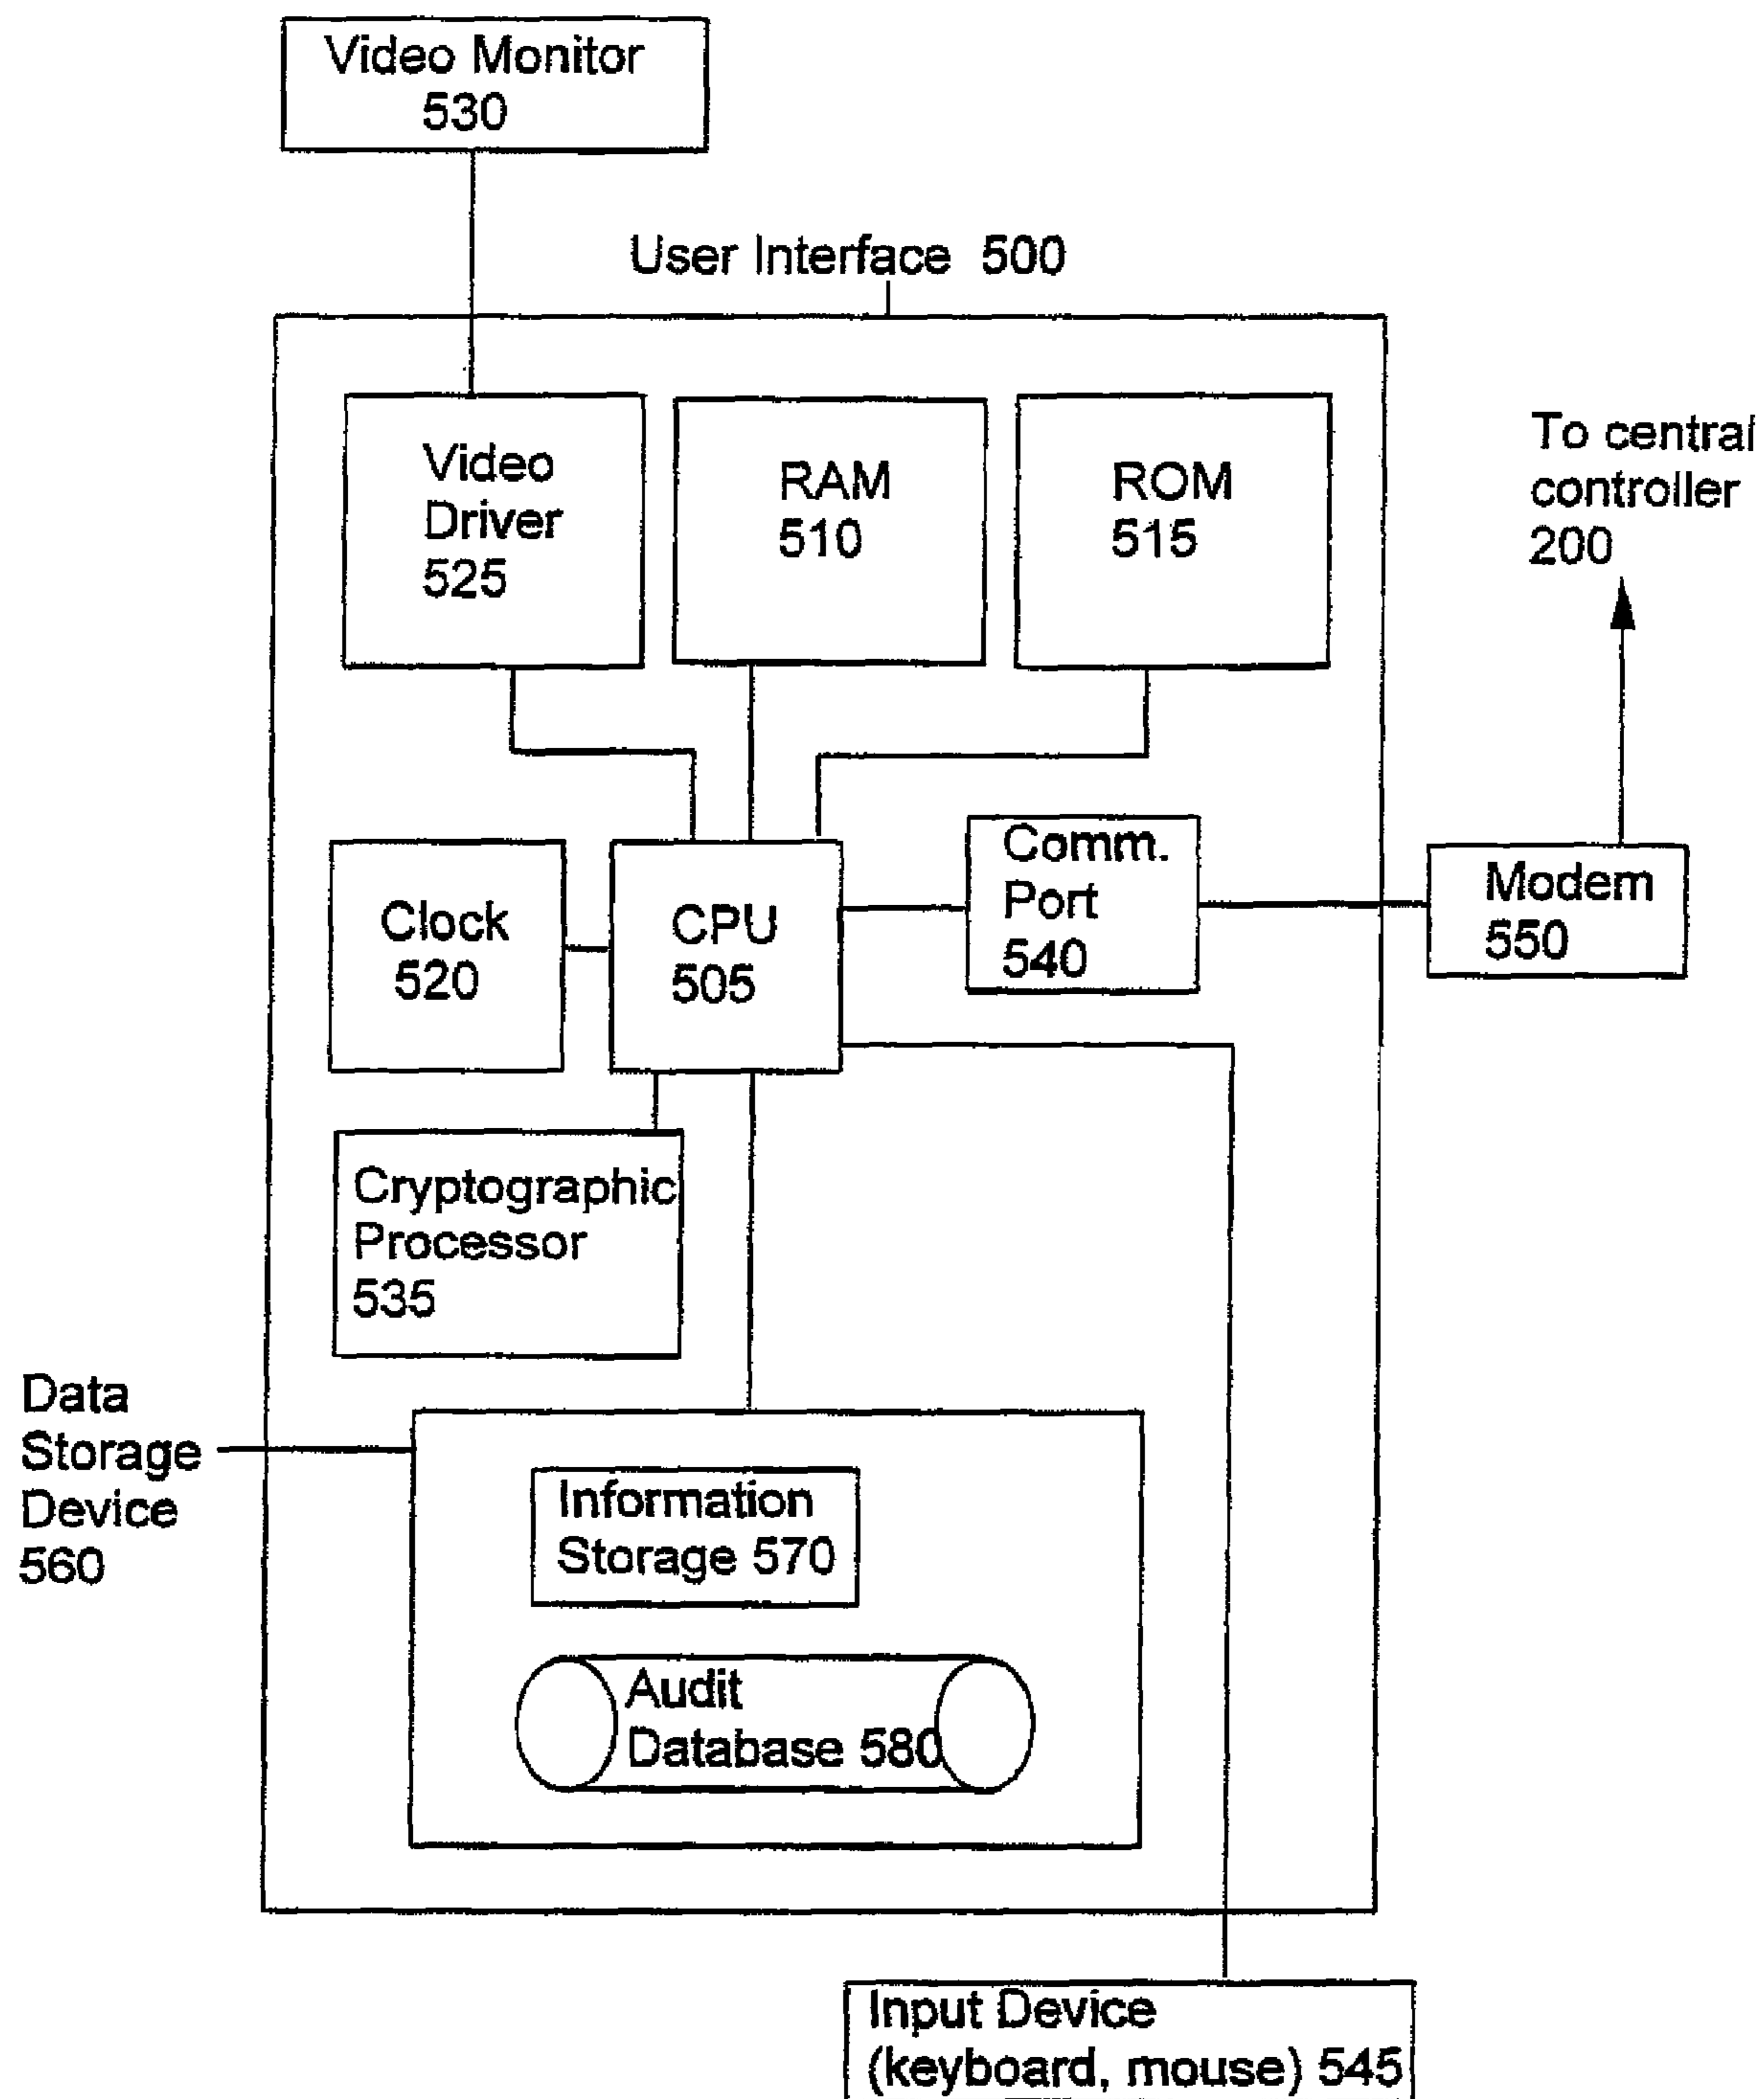 Video Monitor
530
User Interface 500
Video
Driver
525
RAM
510
ROM
515
To central
controller
200
Clock
520
CPU
505
Comm.
Port
540
Modem
550
Cryptographic
Processor
535
Data
Storage
Device
560
Information
Storage 570
Audit
Database 580
Input Device
(keyboard, mouse) 545